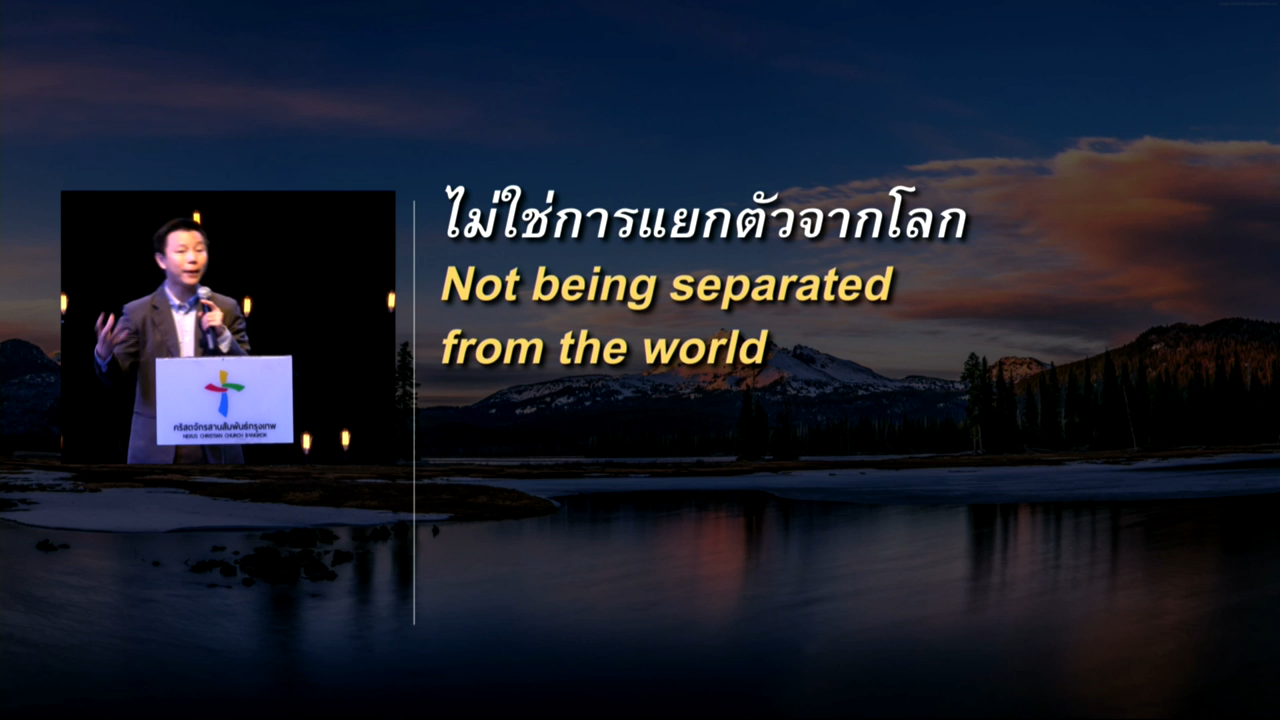 ไม่ใช่การแยกตัวจากโลก
Not being separated
from the world
คริสตจักรสานสัมพันธ์กรุงเทพ
NEXUS CHRISTIAN CHURCH BANGKOK